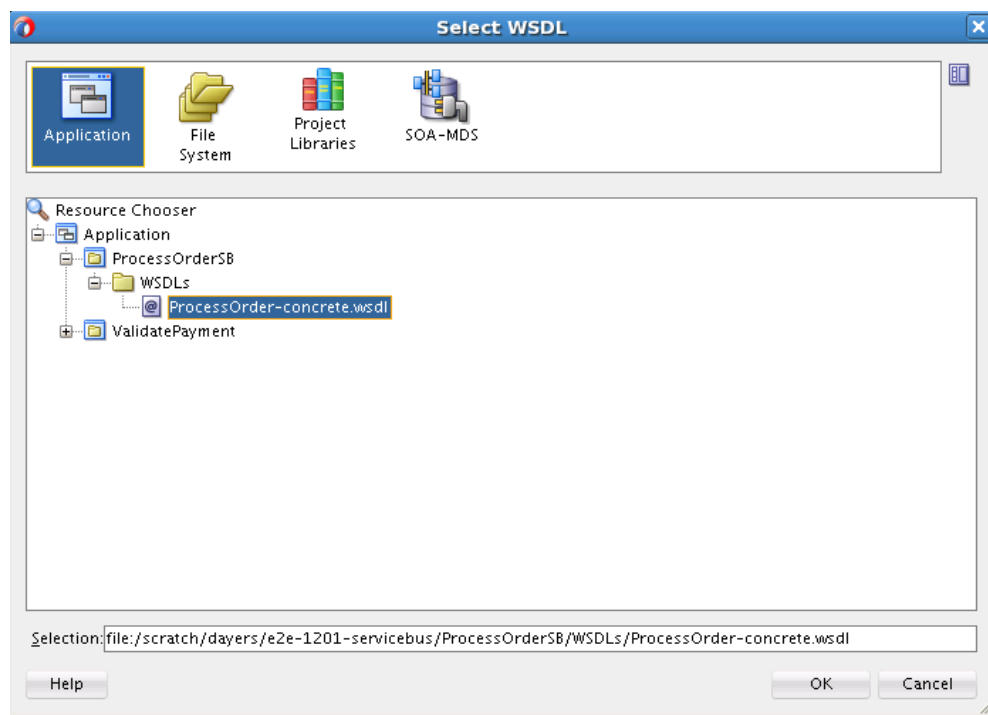 Select WSDL
Application
File
System
Project
Libraries
SOA-MDS
Resource Chooser
Application
ProcessOrderSB
WSDLs
ProcessOrder-concrete.wsdl
ValidatePayment
Selection: file:/scratch/dayers/e2e-1201-servicebus/ProcessOrderSB/WSDLs/ProcessOrder-concrete.wsdl
Help OK Cancel